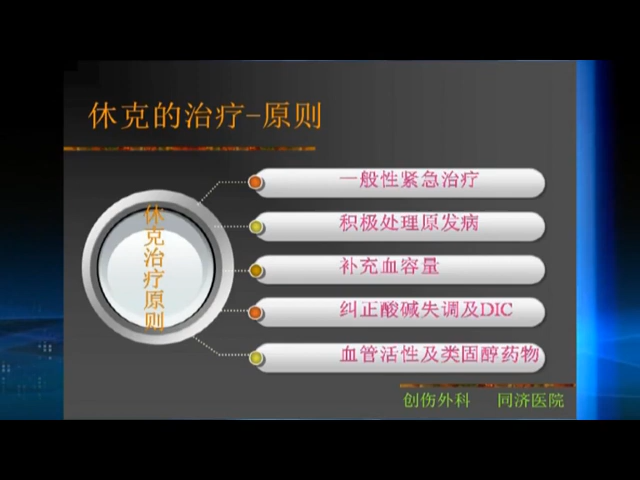 休克的治疗-原则
休克治疗原则
一般性紧急治疗
积极处理原发病
补充血容量
纠正酸碱失调及DIC
血管活性及类固醇药物
创伤外科 同济医院